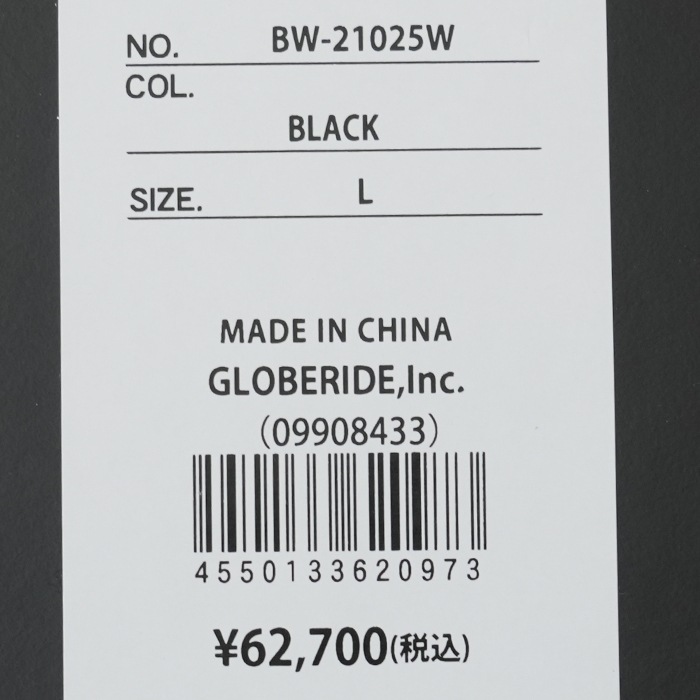 NO. BW-21025W
COL.
BLACK
SIZE. L
MADE IN CHINA
GLOBERIDE,Inc.
(09908433)
4550133620973
¥62,700(税込)